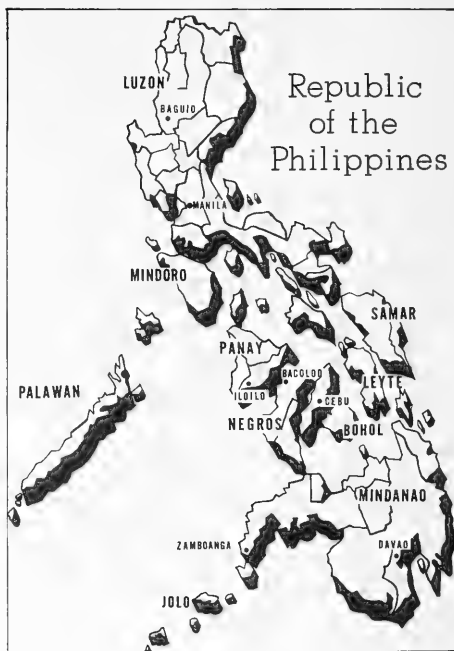 Republic
of the
Philippines
LUZON
BAGUIO
MANILA
MINDORO
SAMAR
PANAY
BACOLOD
PALAWAN
LEYTE
ILOILO
CEBU
NEGROS
BOHOL
MINDANAO
ZAMBOANGA
DAVAO
JOLO